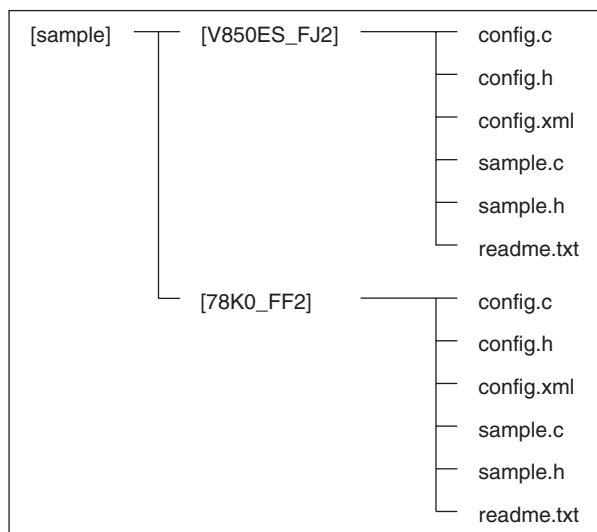 [sample] [V850ES_FJ2] config.c
config.h
config.xml
sample.c
sample.h
readme.txt
[78K0_FF2] config.c
config.h
config.xml
sample.c
sample.h
readme.txt